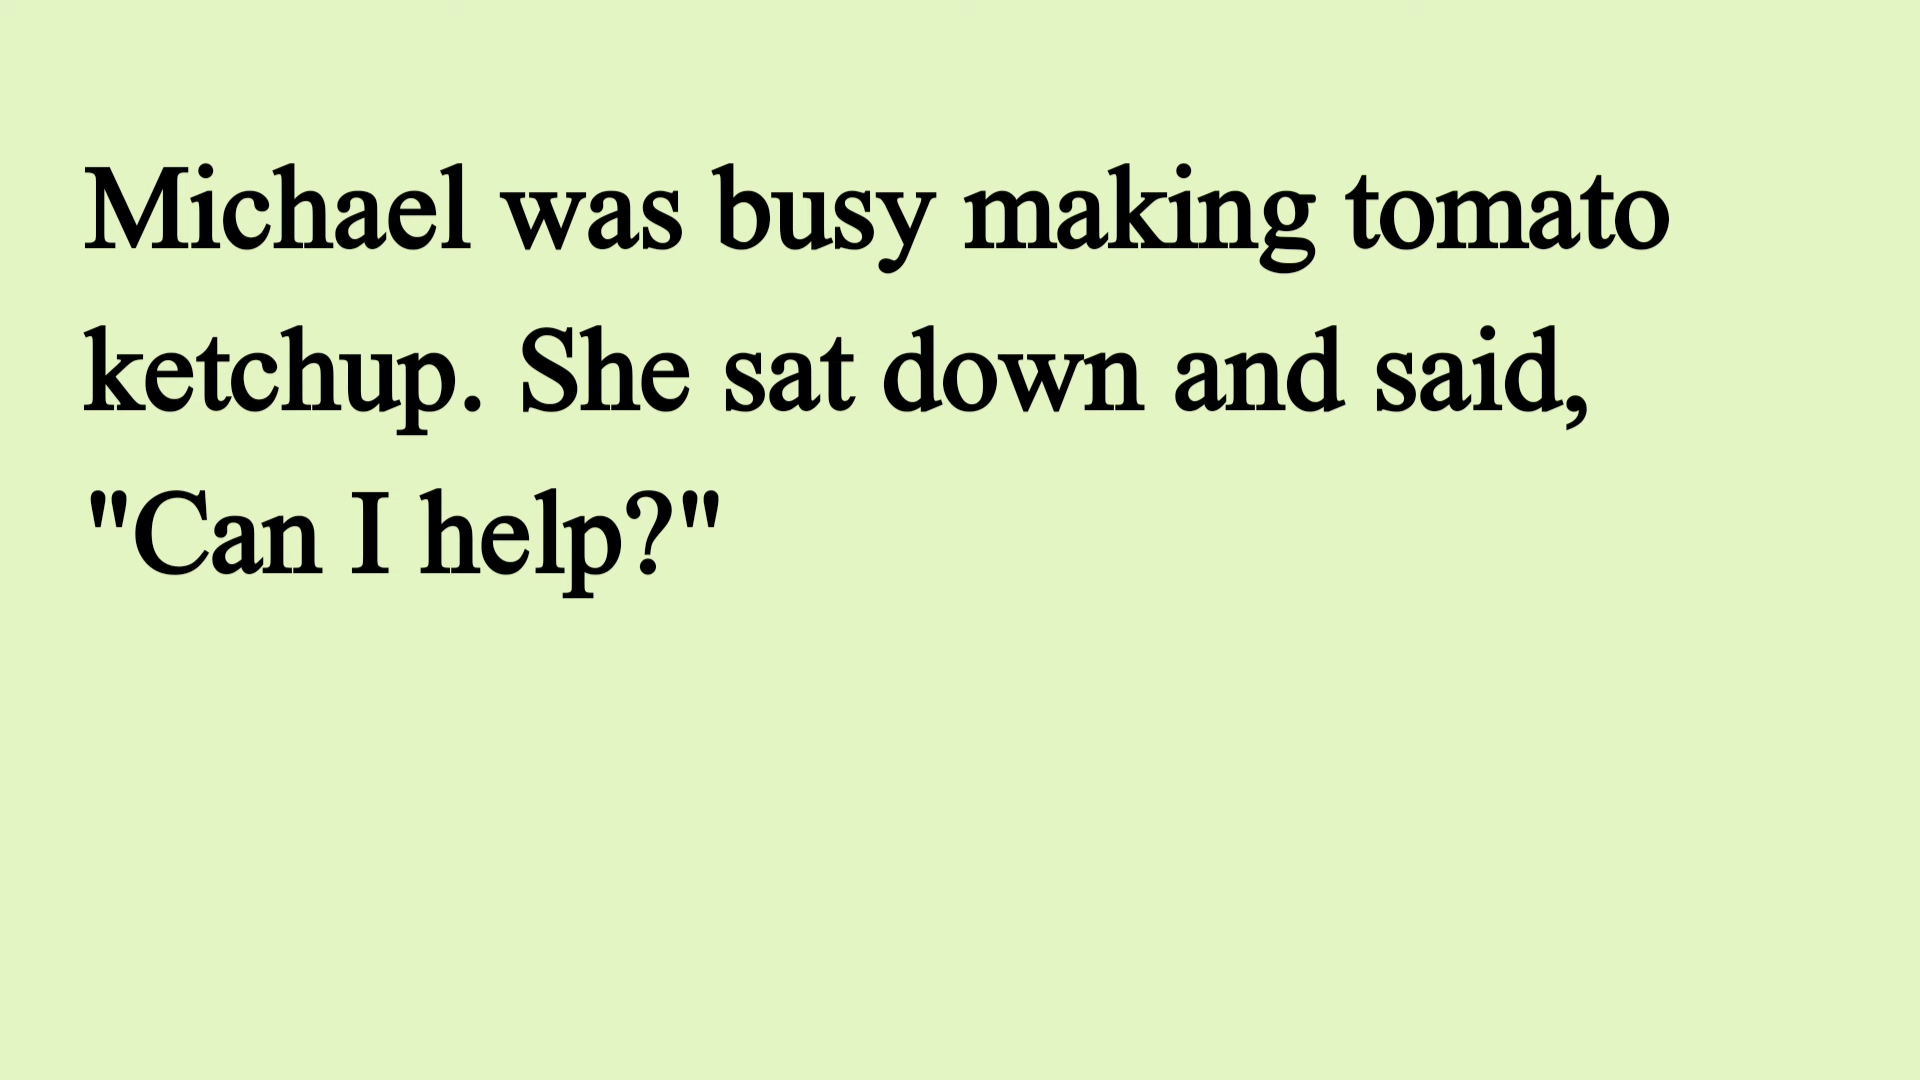 Michael was busy making tomato
ketchup. She sat down and said,
"Can I help?"